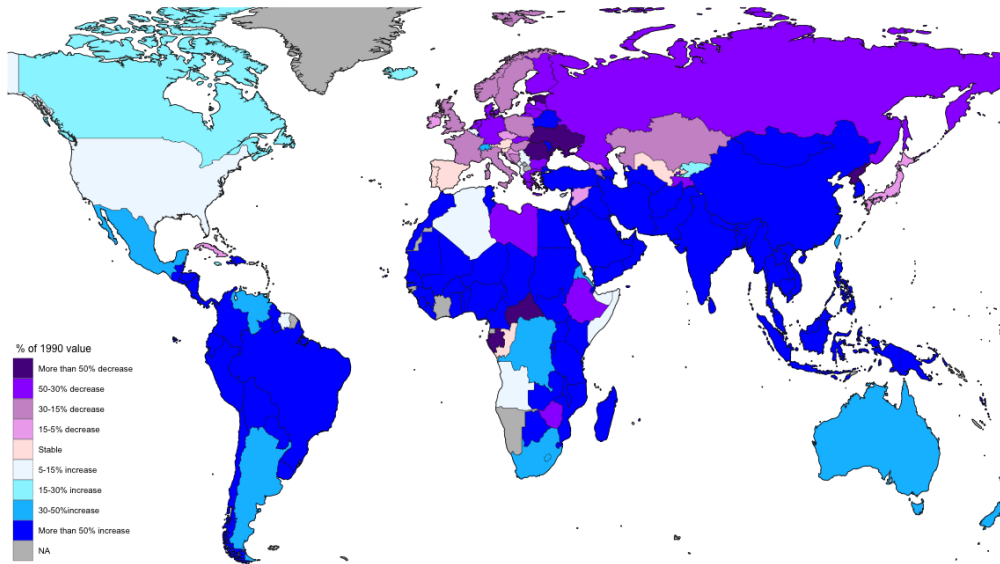 % of 1990 value
More than 50% decrease
50-30% decrease
30-15% decrease
15-5% decrease
Stable
5-15% increase
15-30% increase
30-50%increase
More than 50% increase
NA